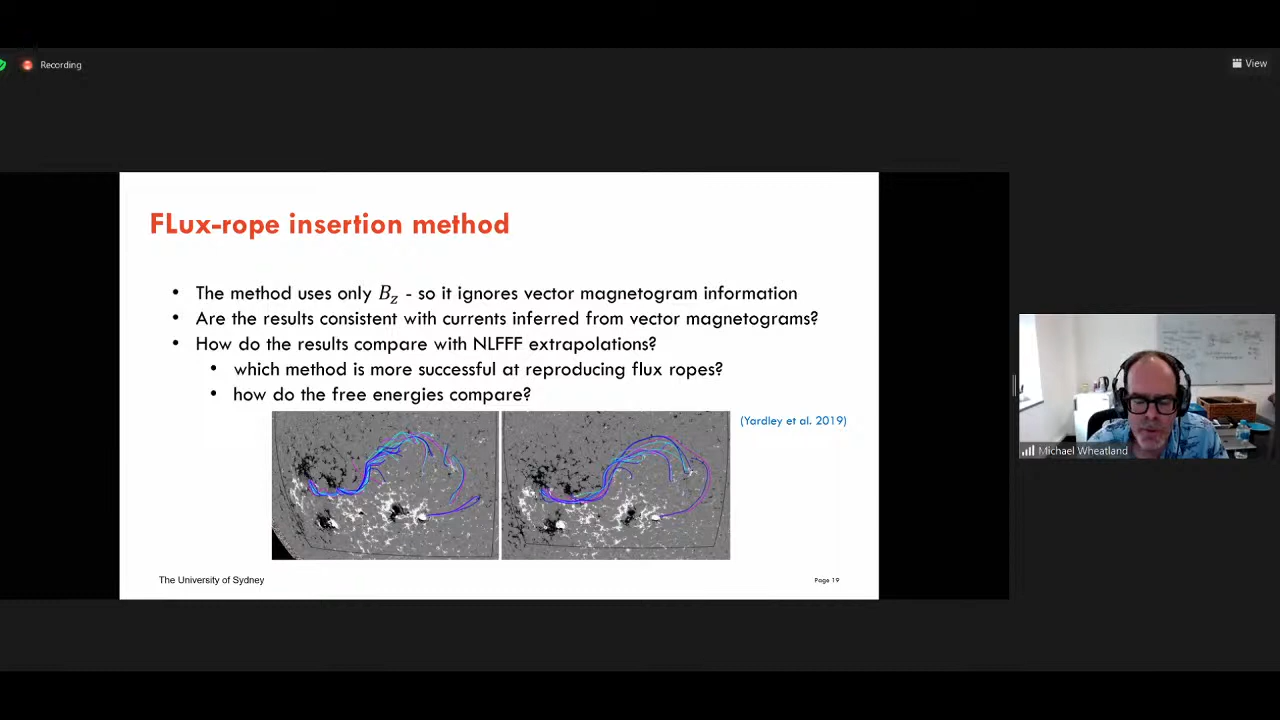 Recording
View
FLux-rope insertion method
• The method uses only B_z - so it ignores vector magnetogram information
• Are the results consistent with currents inferred from vector magnetograms?
• How do the results compare with NLFFF extrapolations?
• which method is more successful at reproducing flux ropes?
• how do the free energies compare?
(Yardley et al. 2019)
Michael Wheatland
The University of Sydney
Page 19